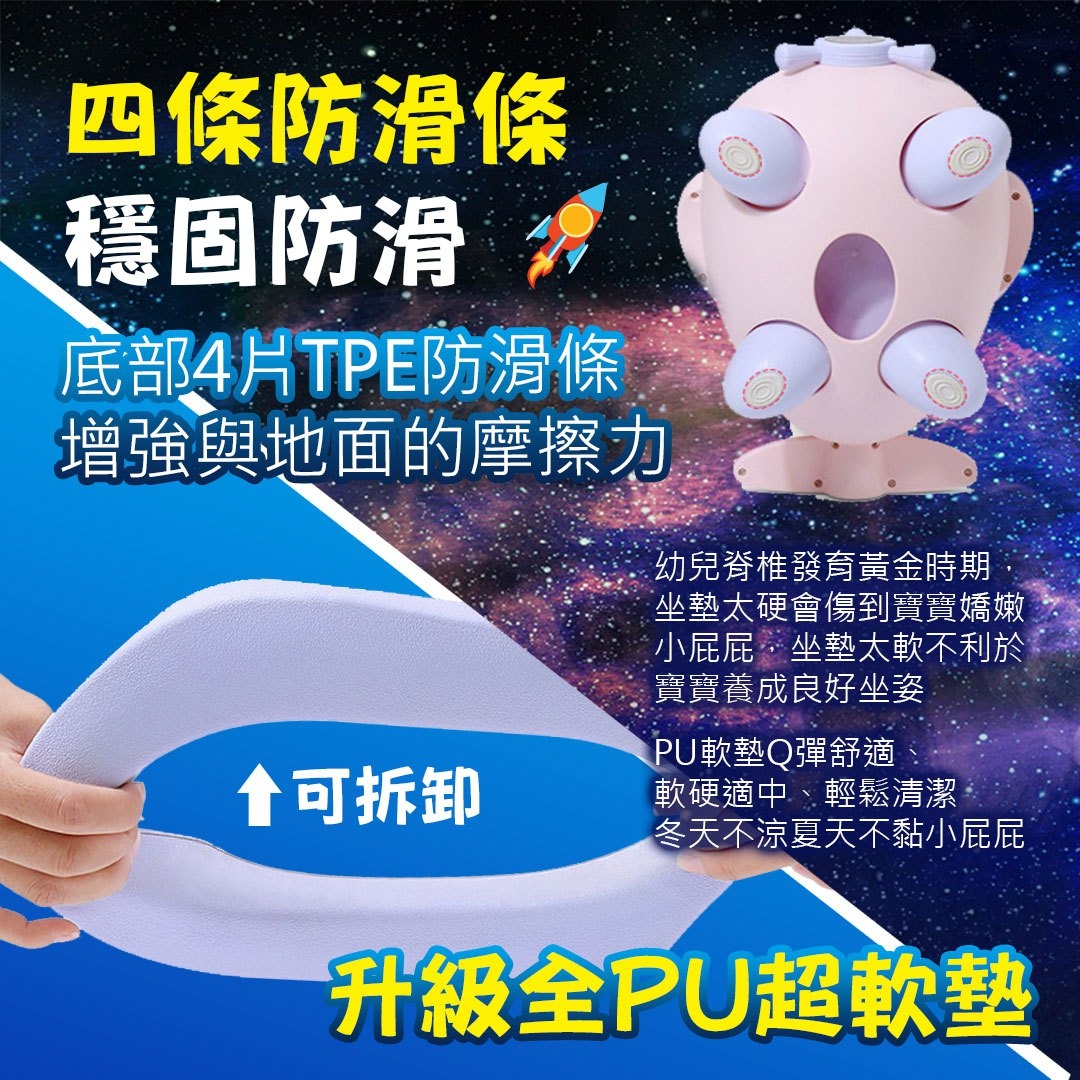 四條防滑條
穩固防滑
底部4片TPE防滑條
增強與地面的摩擦力
幼兒脊椎發育黃金時期，
坐墊太硬會傷到寶寶嬌嫩
小屁屁，坐墊太軟不利於
寶寶養成良好坐姿
PU軟墊Q彈舒適、
軟硬適中、輕鬆清潔
冬天不涼夏天不黏小屁屁
可拆卸
升級全PU超軟墊